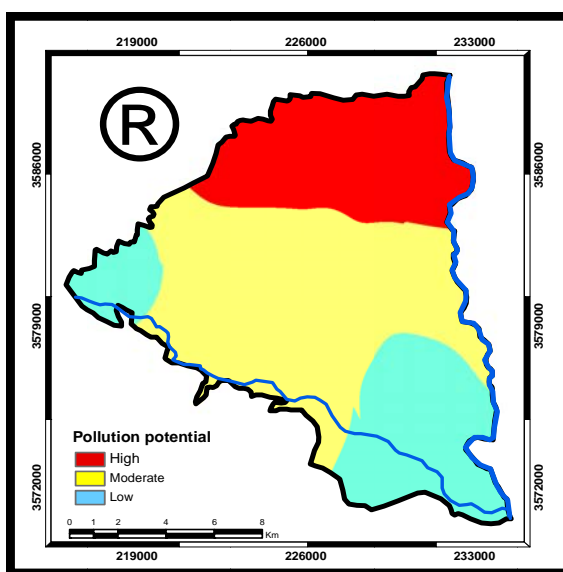 219000 226000 233000
R
3586000 3586000
3579000 3579000
3572000 3572000
Pollution potential
High
Moderate
Low
0 1 2 4 6 8
Km
219000 226000 233000